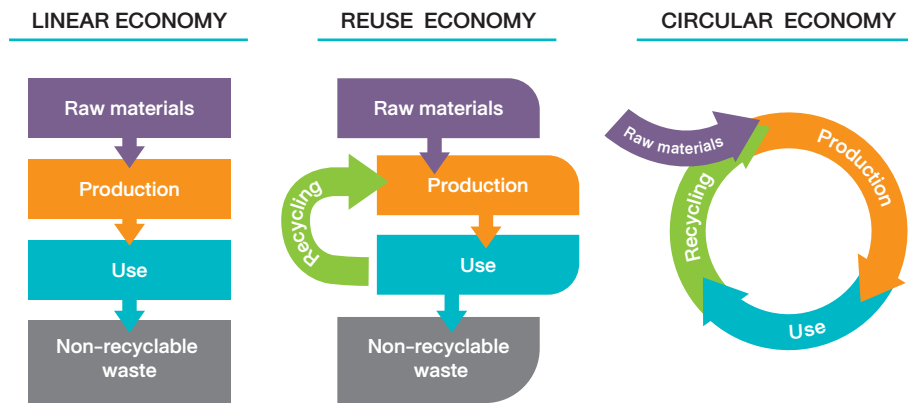 LINEAR ECONOMY
Raw materials
Production
Use
Non-recyclable
waste
REUSE ECONOMY
Raw materials
Recycling
Production
Use
Non-recyclable
waste
CIRCULAR ECONOMY
Raw materials
Production
Recycling
Use